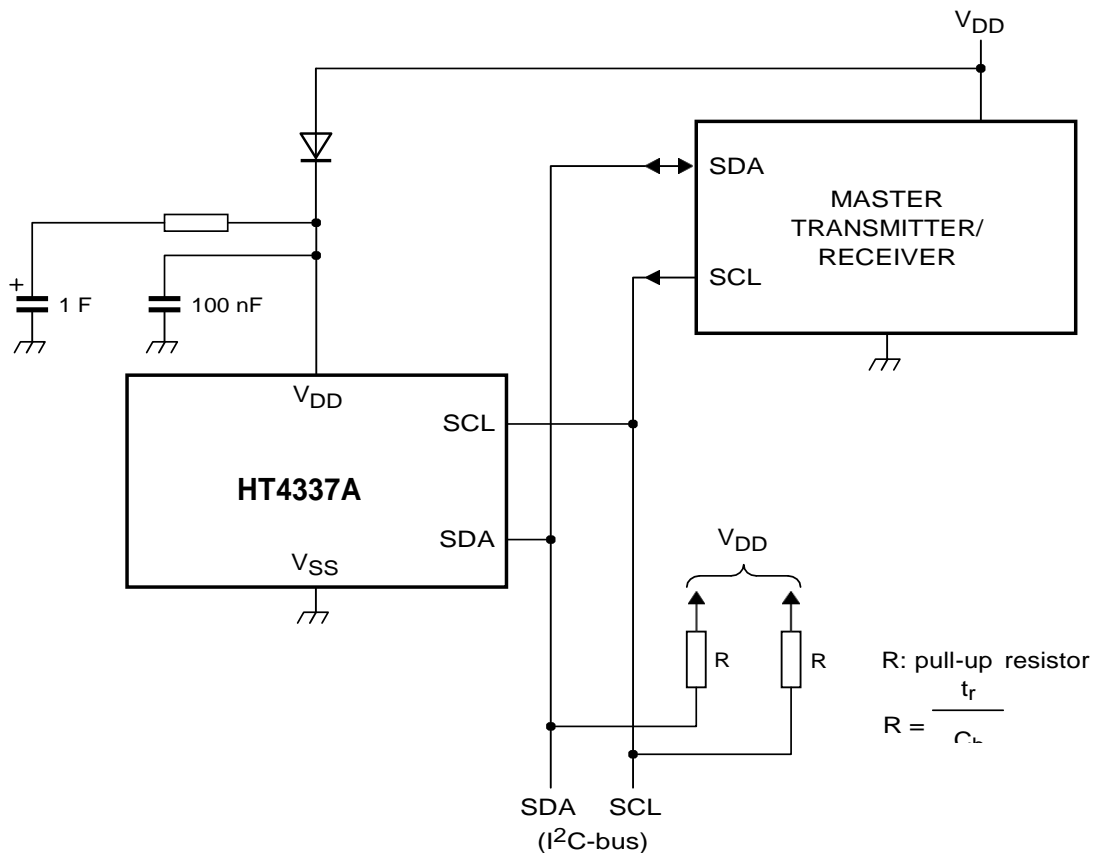 VDD
SDA
MASTER
TRANSMITTER/
RECEIVER
SCL
+
1 F
100 nF
VDD
SCL
HT4337A
SDA
VSS
VDD
R
R
R: pull-up resistor
tr
R =
SDA SCL
(I2C-bus)